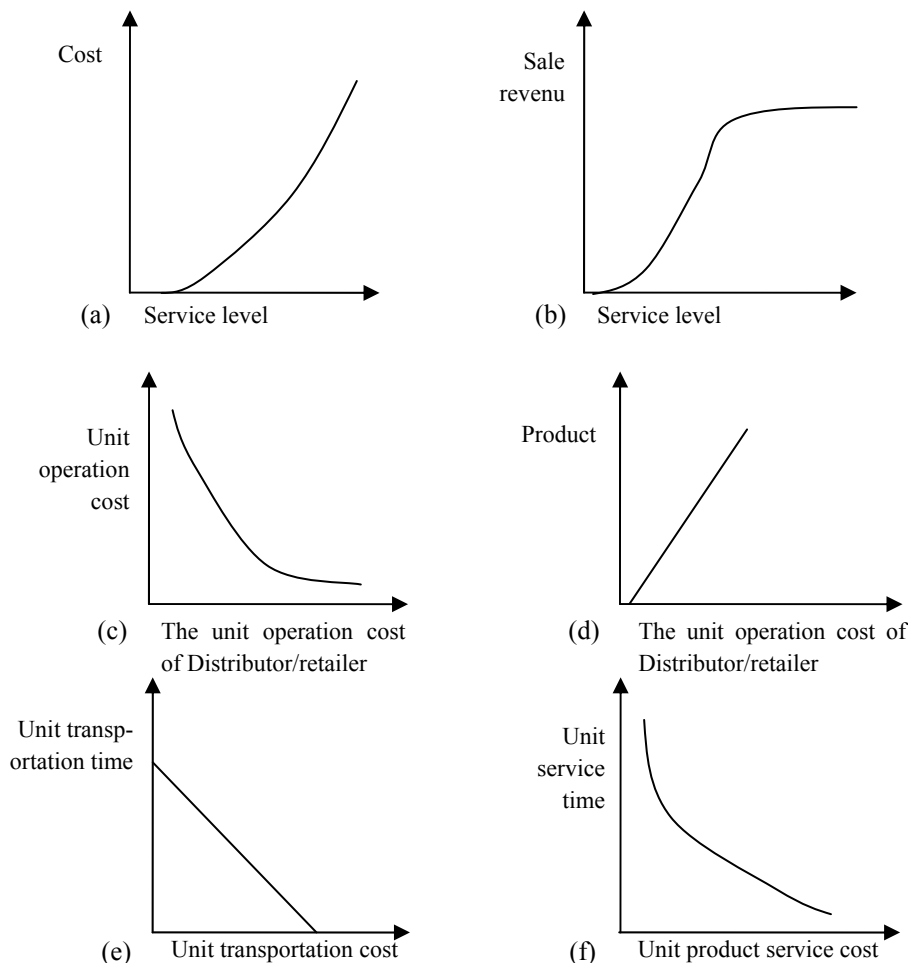 Cost
Sale
revenu
(a) Service level
(b) Service level
Unit
operation
cost
Product
(c) The unit operation cost
of Distributor/retailer
(d) The unit operation cost of
Distributor/retailer
Unit transp-
ortation time
Unit
service
time
(e) Unit transportation cost
(f) Unit product service cost